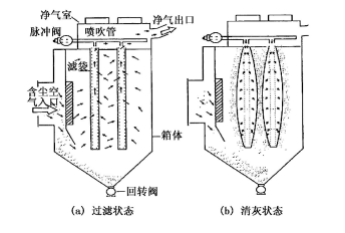 净气室
净气出口
脉冲阀
喷吹管
滤袋
含尘空
气入口
箱体
回转阀
(a) 过滤状态
(b) 清灰状态